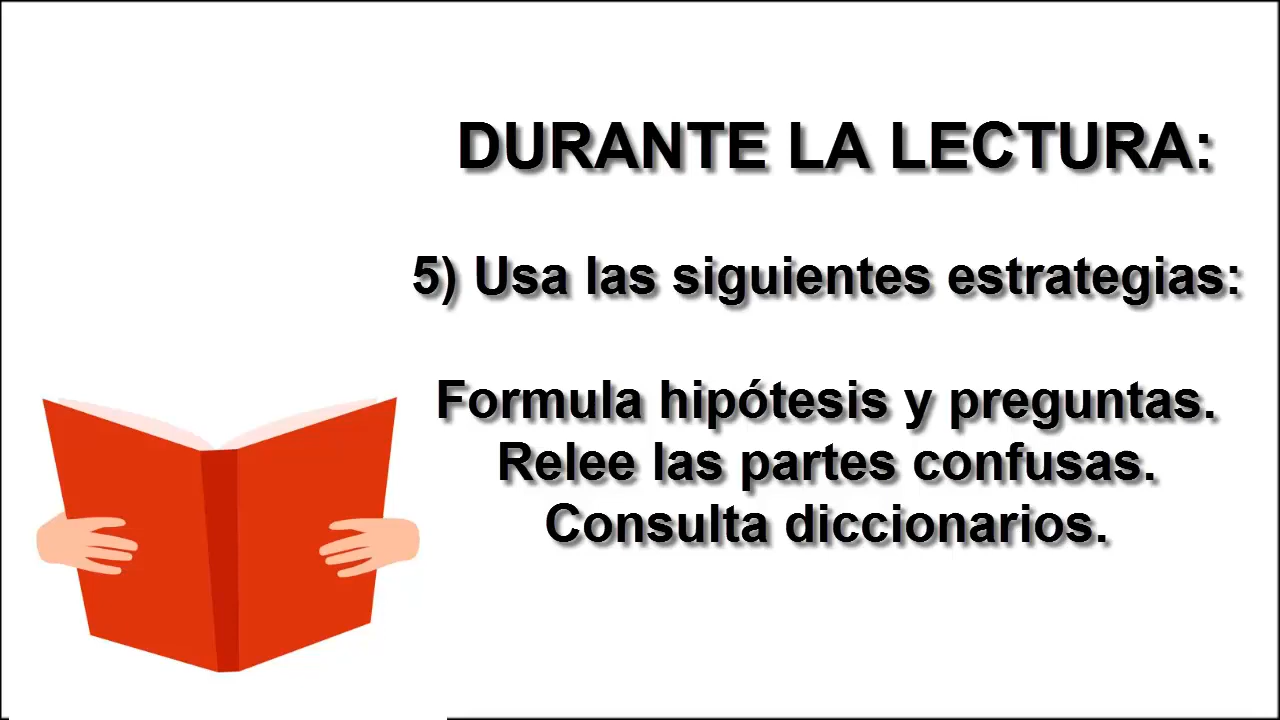 DURANTE LA LECTURA:
5) Usa las siguientes estrategias:
Formula hipótesis y preguntas.
Relee las partes confusas.
Consulta diccionarios.